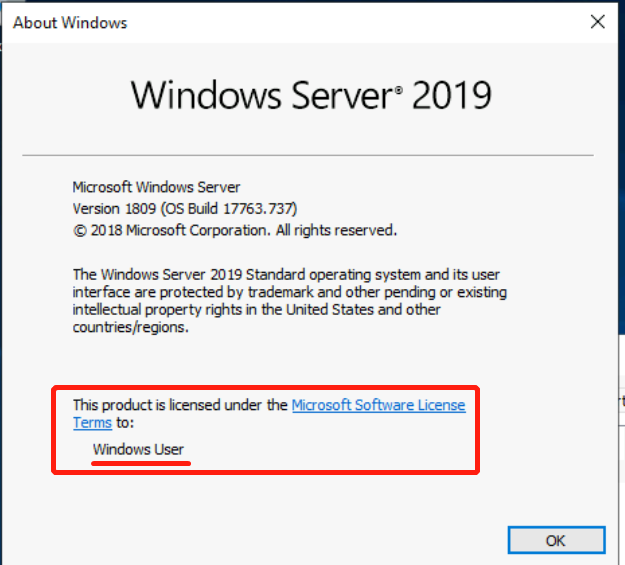 About Windows
Windows Server® 2019
Microsoft Windows Server
Version 1809 (OS Build 17763.737)
© 2018 Microsoft Corporation. All rights reserved.
The Windows Server 2019 Standard operating system and its user
interface are protected by trademark and other pending or existing
intellectual property rights in the United States and other
countries/regions.
This product is licensed under the Microsoft Software License
Terms to:
Windows User
OK